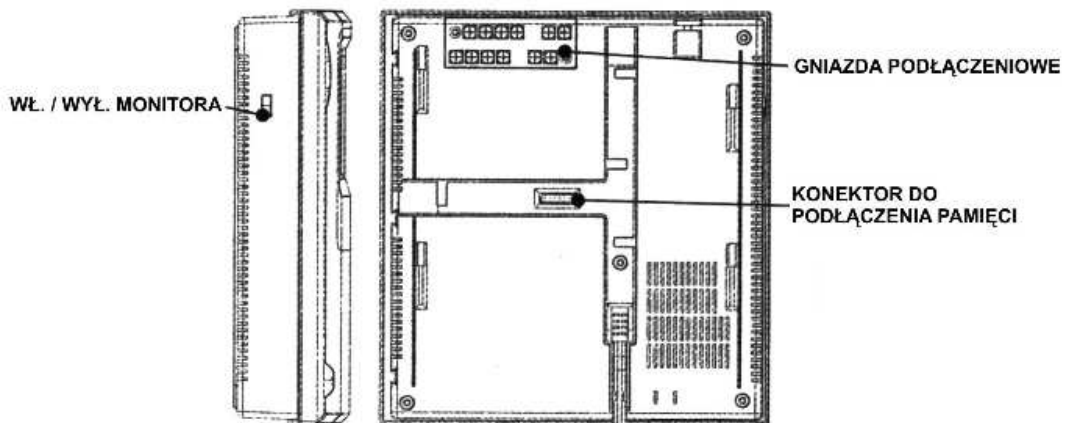 GNIAZDA PODŁĄCZENIOWE
WŁ. / WYŁ. MONITORA
KONEKTOR DO
PODŁĄCZENIA PAMIĘCI